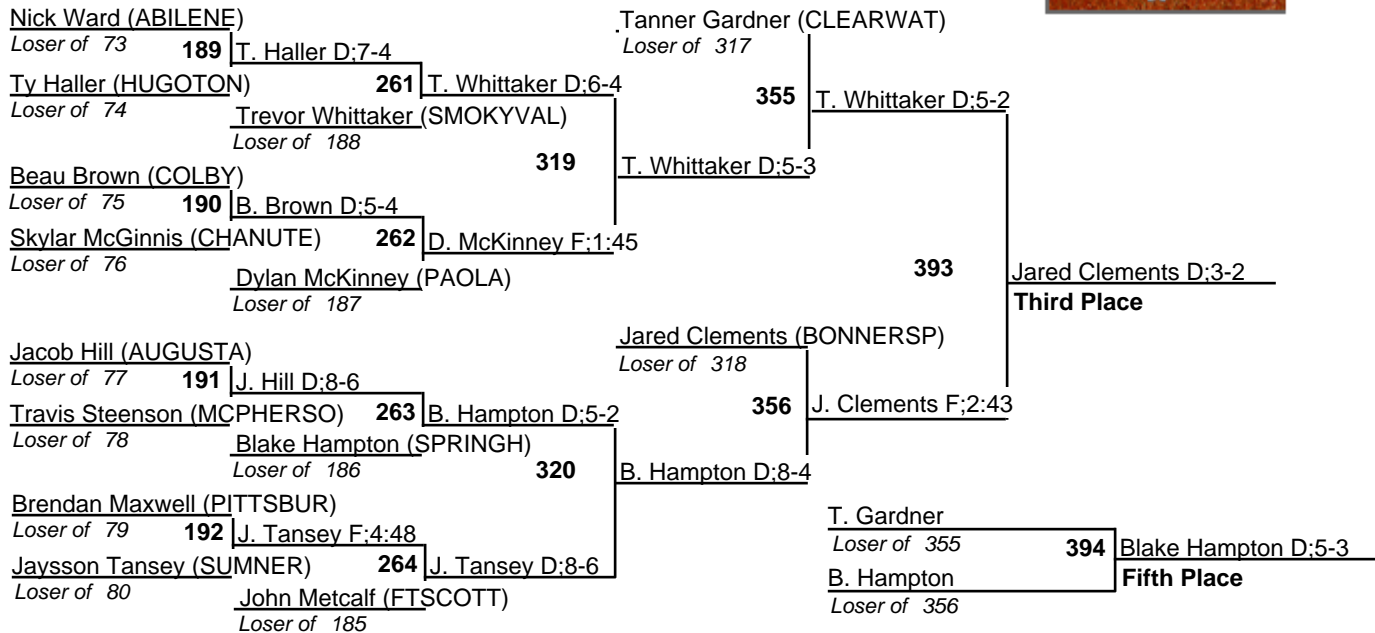 Nick Ward (ABILENE)
Loser of 73
189
T. Haller D;7-4
Ty Haller (HUGOTON)
Loser of 74
261
T. Whittaker D;6-4
Trevor Whittaker (SMOKYVAL)
Loser of 188
Beau Brown (COLBY)
Loser of 75
190
B. Brown D;5-4
Skylar McGinnis (CHANUTE)
Loser of 76
262
D. McKinney F;1:45
Dylan McKinney (PAOLA)
Loser of 187
319
T. Whittaker D;5-3
Tanner Gardner (CLEARWAT)
Loser of 317
355
T. Whittaker D;5-2
Jacob Hill (AUGUSTA)
Loser of 77
191
J. Hill D;8-6
Travis Steenson (MCPHERSO)
Loser of 78
263
B. Hampton D;5-2
Blake Hampton (SPRINGH)
Loser of 186
Brendan Maxwell (PITTSBUR)
Loser of 79
192
J. Tansey F;4:48
Jaysson Tansey (SUMNER)
Loser of 80
264
J. Tansey D;8-6
John Metcalf (FTSCOTT)
Loser of 185
320
B. Hampton D;8-4
Jared Clements (BONNERSP)
Loser of 318
356
J. Clements F;2:43
393
Jared Clements D;3-2
Third Place
T. Gardner
Loser of 355
B. Hampton
Loser of 356
394
Blake Hampton D;5-3
Fifth Place